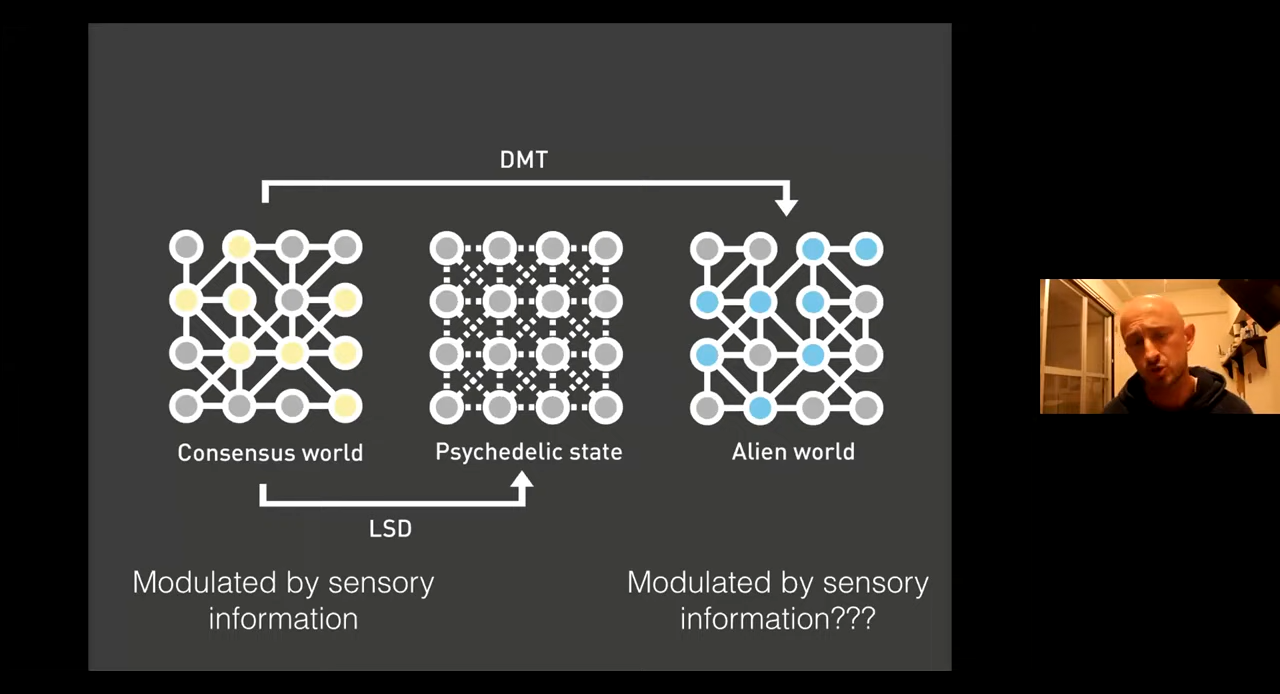 DMT
Consensus world
Psychedelic state
Alien world
LSD
Modulated by sensory
information
Modulated by sensory
information???